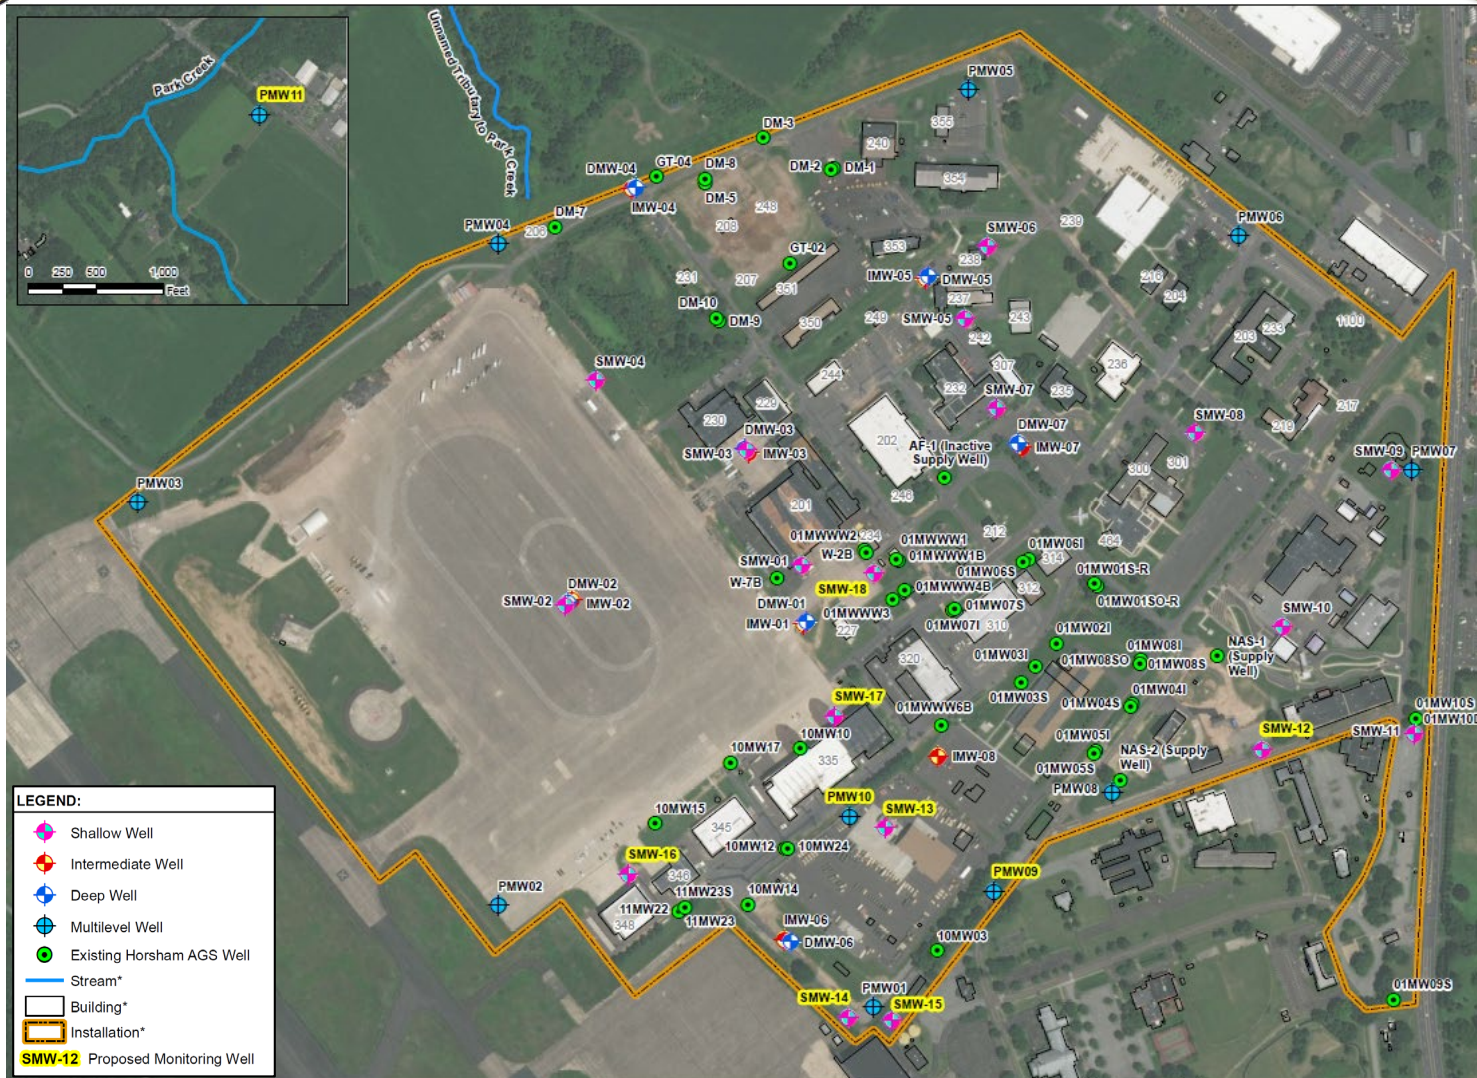 Park Creek
PMW11
0 250 500 1,000
Feet
Unnamed Tributary to Park Creek
PMW05
DM-3
355
240
DM-2
DM-1
354
DMW-04
GT-04
DM-8
DM-5
IMW-04
248
208
DM-7
206
PMW04
239
PMW06
SMW-06
353
238
GT-02
231
207
351
IMW-05
DMW-05
237
216
204
DM-10
DM-9
350
249
SMW-05
243
242
1100
203
233
SMW-04
244
307
236
232
235
229
230
SMW-07
217
219
SMW-08
DMW-03
SMW-03
IMW-03
202
AF-1 (Inactive
Supply Well)
DMW-07
IMW-07
300
301
SMW-09
PMW07
PMW03
246
201
212
01MWWW2
234
W-2B
01MWWW1
01MWWW1B
01MW06I
314
464
SMW-01
W-7B
SMW-18
01MW06S
312
01MW01S-R
01MW01SO-R
01MWWW4B
01MWWW3
DMW-02
SMW-02
IMW-02
DMW-01
IMW-01
227
01MW07S
01MW07I
310
SMW-10
01MW02I
01MW08I
01MW08S
01MW08SO
NAS-1
(Supply
Well)
320
01MW03I
01MW03S
01MW04I
01MW04S
SMW-17
01MWWW6B
01MW10S
01MW10D
SMW-11
SMW-12
10MW10
10MW17
335
IMW-08
01MW05I
01MW05S
NAS-2 (Supply
Well)
PMW08
PMW10
SMW-13
10MW15
345
10MW12
10MW24
SMW-16
346
11MW23S
11MW22
11MW23
348
10MW14
PMW09
PMW02
IMW-06
DMW-06
10MW03
SMW-14
PMW01
SMW-15
01MW09S
LEGEND:
Shallow Well
Intermediate Well
Deep Well
Multilevel Well
Existing Horsham AGS Well
Stream*
Building*
Installation*
SMW-12 Proposed Monitoring Well